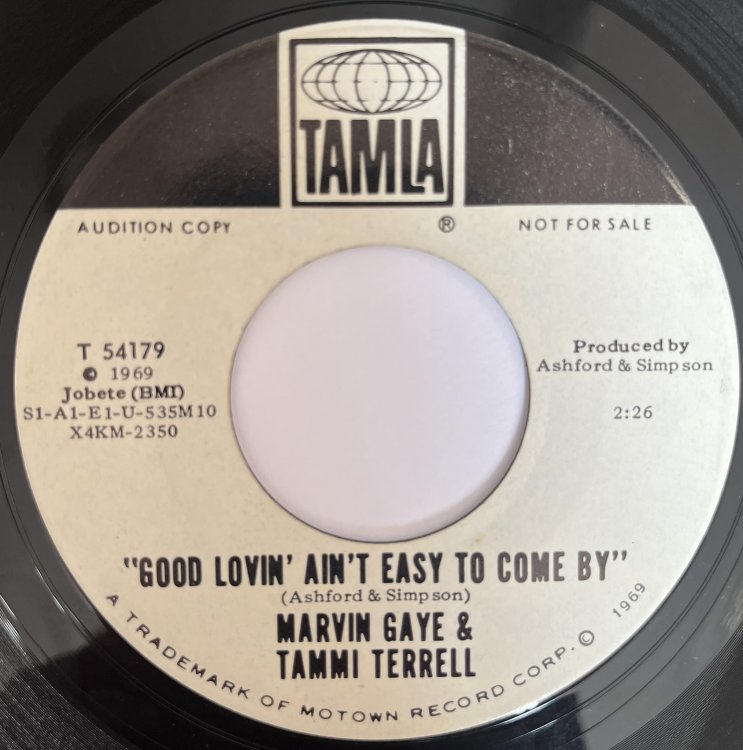 TAMLA
®
AUDITION COPY
NOT FOR SALE
T 54179
℗ 1969
Jobete (BMI)
S1-A1-E1-U-535M10
X4KM-2350
Produced by
Ashford & Simpson
2:26
"GOOD LOVIN' AIN'T EASY TO COME BY"
(Ashford & Simpson)
MARVIN GAYE &
TAMMI TERRELL
A TRADEMARK OF MOTOWN RECORD CORP. © 1969